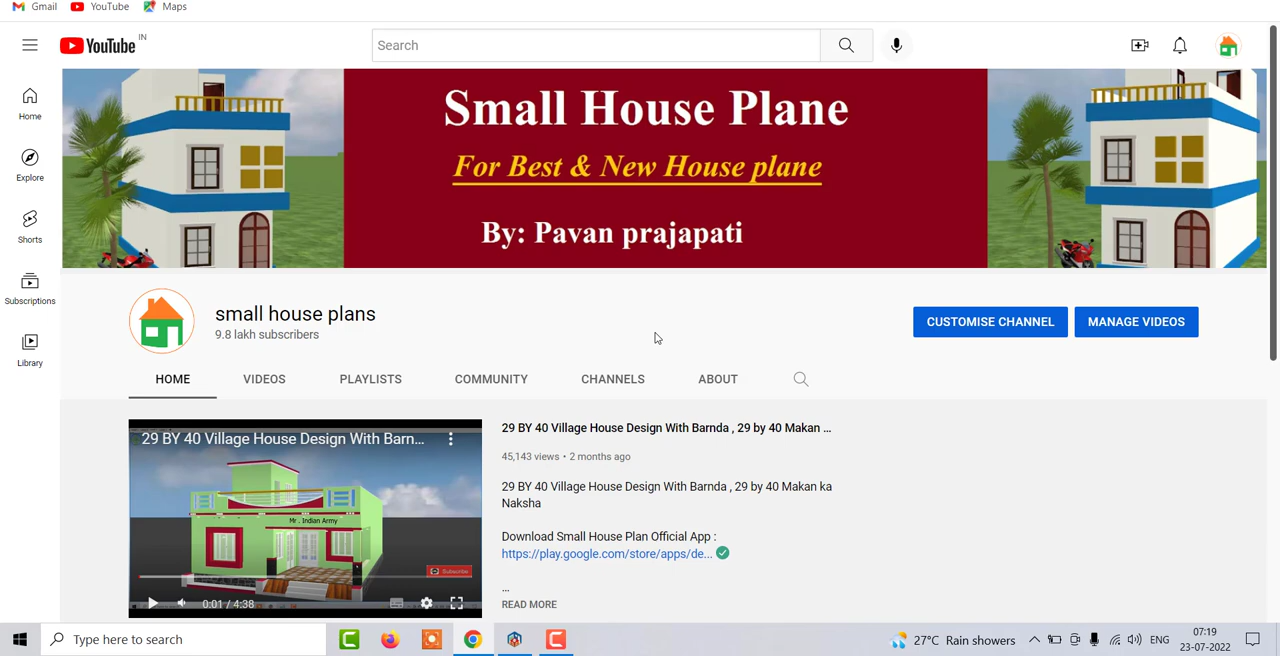 Gmail YouTube Maps
YouTube IN
Search
Home
Explore
Shorts
Subscriptions
Library
Small House Plane
For Best & New House plane
By: Pavan prajapati
small house plans
9.8 lakh subscribers
CUSTOMISE CHANNEL MANAGE VIDEOS
HOME VIDEOS PLAYLISTS COMMUNITY CHANNELS ABOUT
29 BY 40 Village House Design With Barn...
Mr . Indian Army
Subscribe
0:01 / 4:38
29 BY 40 Village House Design With Barnda , 29 by 40 Makan ...
45,143 views • 2 months ago
29 BY 40 Village House Design With Barnda , 29 by 40 Makan ka
Naksha
Download Small House Plan Official App :
https://play.google.com/store/apps/de...
...
READ MORE
Type here to search
27°C Rain showers
ENG
07:19
23-07-2022